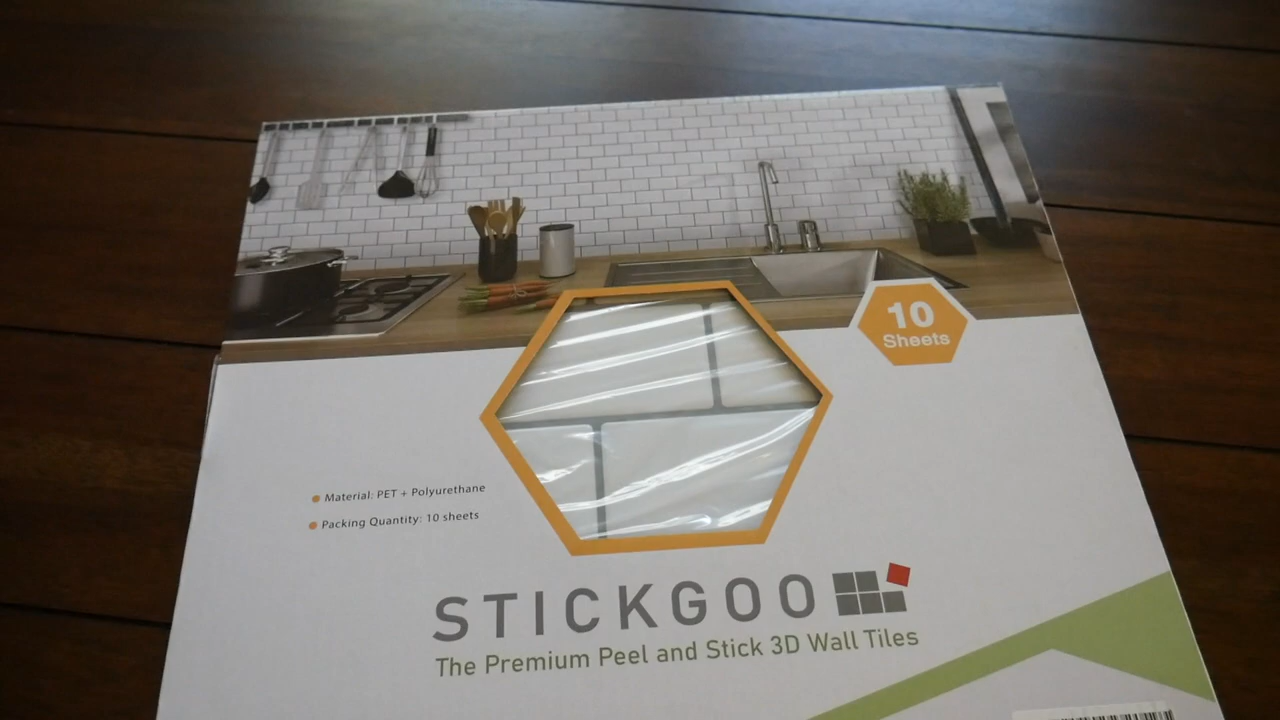 10
Sheets
Material: PET + Polyurethane
Packing Quantity: 10 sheets
STICKGOO
The Premium Peel and Stick 3D Wall Tiles